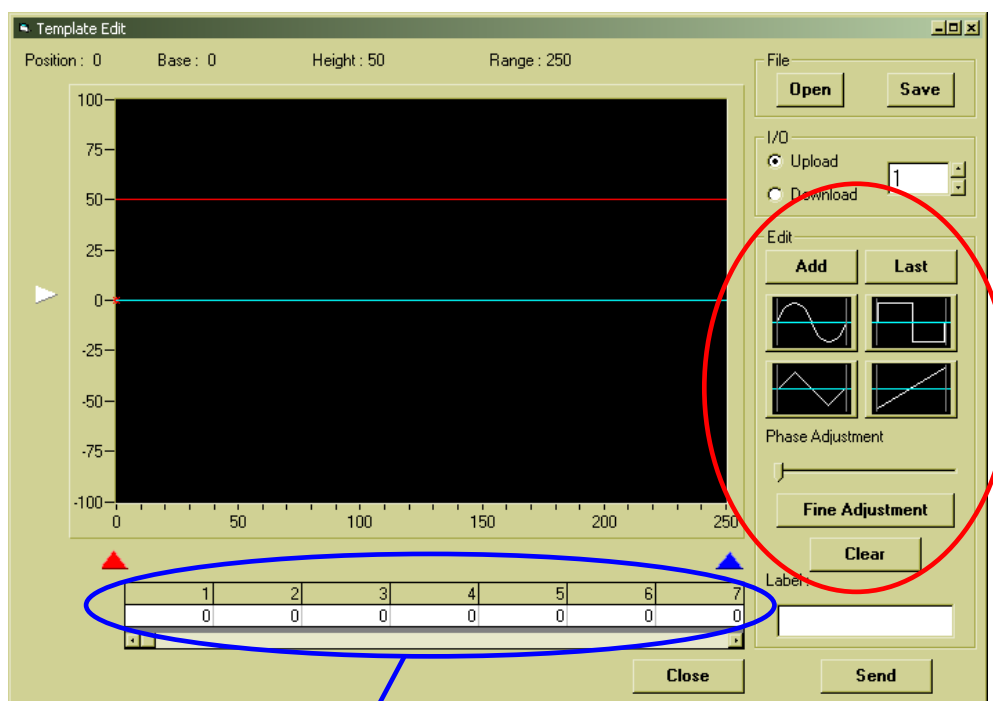 Template Edit
Position : 0 Base : 0 Height : 50 Range : 250
File
Open Save
I/O
Upload
Download
1
Edit
Add Last
Phase Adjustment
Fine Adjustment
Clear
Label :
100
75
50
25
0
-25
-50
-75
-100
0 50 100 150 200 250
1 2 3 4 5 6 7
0 0 0 0 0 0 0
Close Send